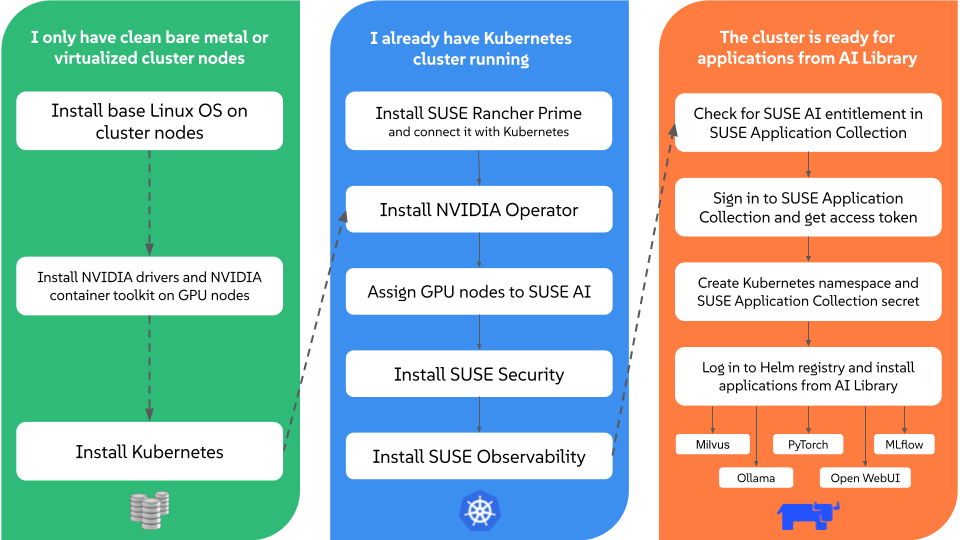 I only have clean bare metal or
virtualized cluster nodes
Install base Linux OS on
cluster nodes
Install NVIDIA drivers and NVIDIA
container toolkit on GPU nodes
Install Kubernetes
I already have Kubernetes
cluster running
Install SUSE Rancher Prime
and connect it with Kubernetes
Install NVIDIA Operator
Assign GPU nodes to SUSE AI
Install SUSE Security
Install SUSE Observability
The cluster is ready for
applications from AI Library
Check for SUSE AI entitlement in
SUSE Application Collection
Sign in to SUSE Application
Collection and get access token
Create Kubernetes namespace and
SUSE Application Collection secret
Log in to Helm registry and install
applications from AI Library
Milvus
PyTorch
MLflow
Ollama
Open WebUI